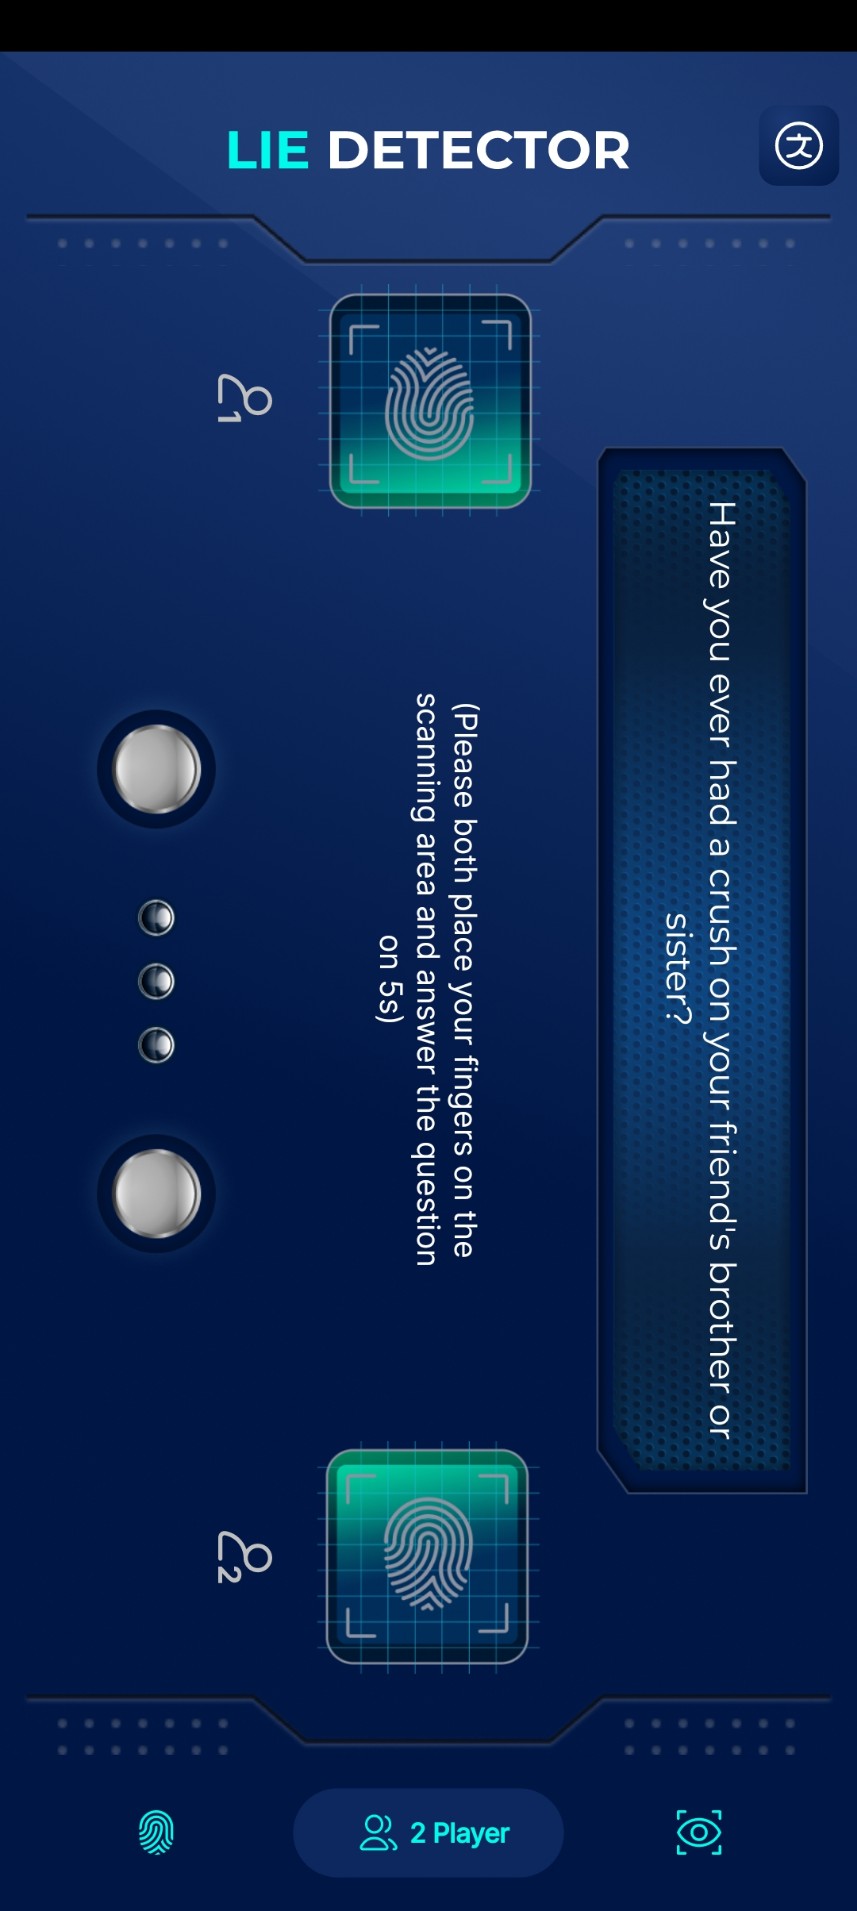 LIE DETECTOR
文
1
Have you ever had a crush on your friend's brother or
sister?
(Please both place your fingers on the
scanning area and answer the question
on 5s)
2
2 Player